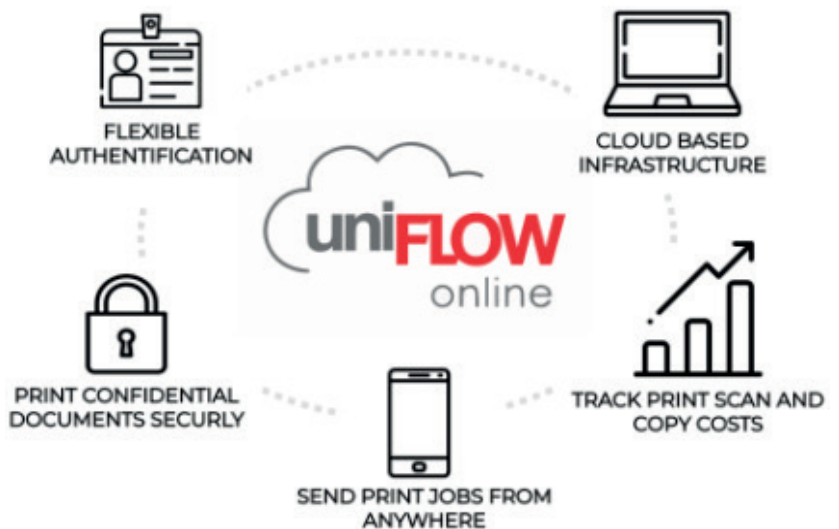 FLEXIBLE
AUTHENTIFICATION
CLOUD BASED
INFRASTRUCTURE
uniFLOW
online
PRINT CONFIDENTIAL
DOCUMENTS SECURLY
TRACK PRINT SCAN AND
COPY COSTS
SEND PRINT JOBS FROM
ANYWHERE